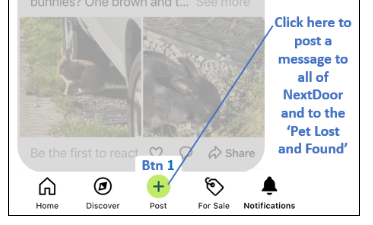 bunnies? One brown and t... See more
Click here to
post a
message to
all of
NextDoor
and to the
‘Pet Lost
and Found’
Be the first to react
Share
Btn 1
Home
Discover
Post
For Sale
Notifications